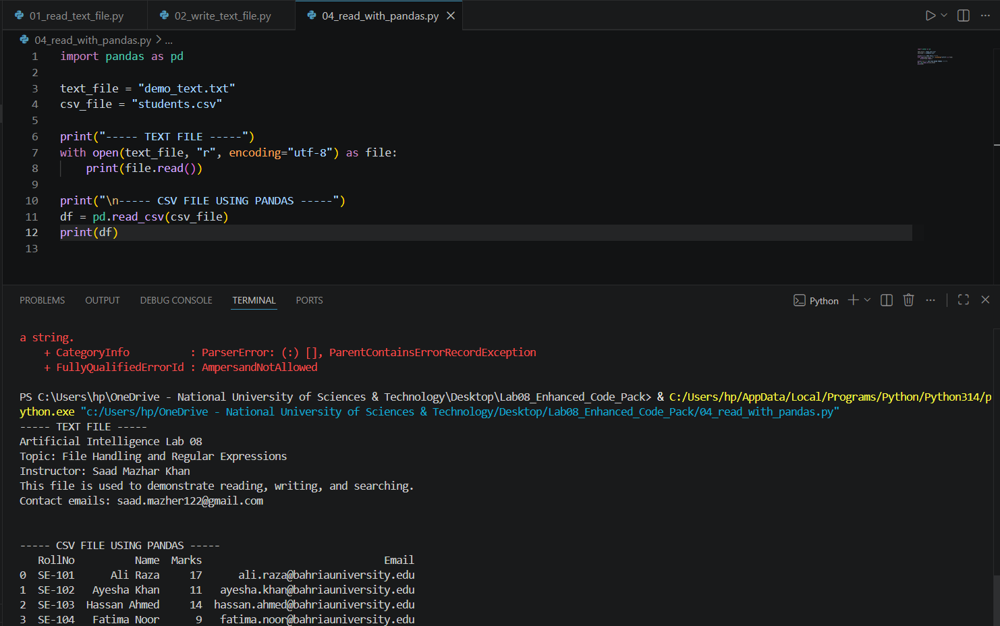 01_read_text_file.py
02_write_text_file.py
04_read_with_pandas.py
04_read_with_pandas.py > ...
1 import pandas as pd
2
3 text_file = "demo_text.txt"
4 csv_file = "students.csv"
5
6 print("----- TEXT FILE -----")
7 with open(text_file, "r", encoding="utf-8") as file:
8     print(file.read())
9
10 print("\n----- CSV FILE USING PANDAS -----")
11 df = pd.read_csv(csv_file)
12 print(df)
13
PROBLEMS OUTPUT DEBUG CONSOLE TERMINAL PORTS Python
a string.
    + CategoryInfo          : ParserError: (:) [], ParentContainsErrorRecordException
    + FullyQualifiedErrorId : AmpersandNotAllowed
PS C:\Users\hp\OneDrive - National University of Sciences & Technology\Desktop\Lab08_Enhanced_Code_Pack> & C:/Users/hp/AppData/Local/Programs/Python/Python314/p
ython.exe "c:/Users/hp/OneDrive - National University of Sciences & Technology/Desktop/Lab08_Enhanced_Code_Pack/04_read_with_pandas.py"
----- TEXT FILE -----
Artificial Intelligence Lab 08
Topic: File Handling and Regular Expressions
Instructor: Saad Mazhar Khan
This file is used to demonstrate reading, writing, and searching.
Contact emails: saad.mazher122@gmail.com
----- CSV FILE USING PANDAS -----
   RollNo          Name  Marks                              Email
0  SE-101      Ali Raza     17      ali.raza@bahriauniversity.edu
1  SE-102   Ayesha Khan     11   ayesha.khan@bahriauniversity.edu
2  SE-103  Hassan Ahmed     14  hassan.ahmed@bahriauniversity.edu
3  SE-104   Fatima Noor      9   fatima.noor@bahriauniversity.edu